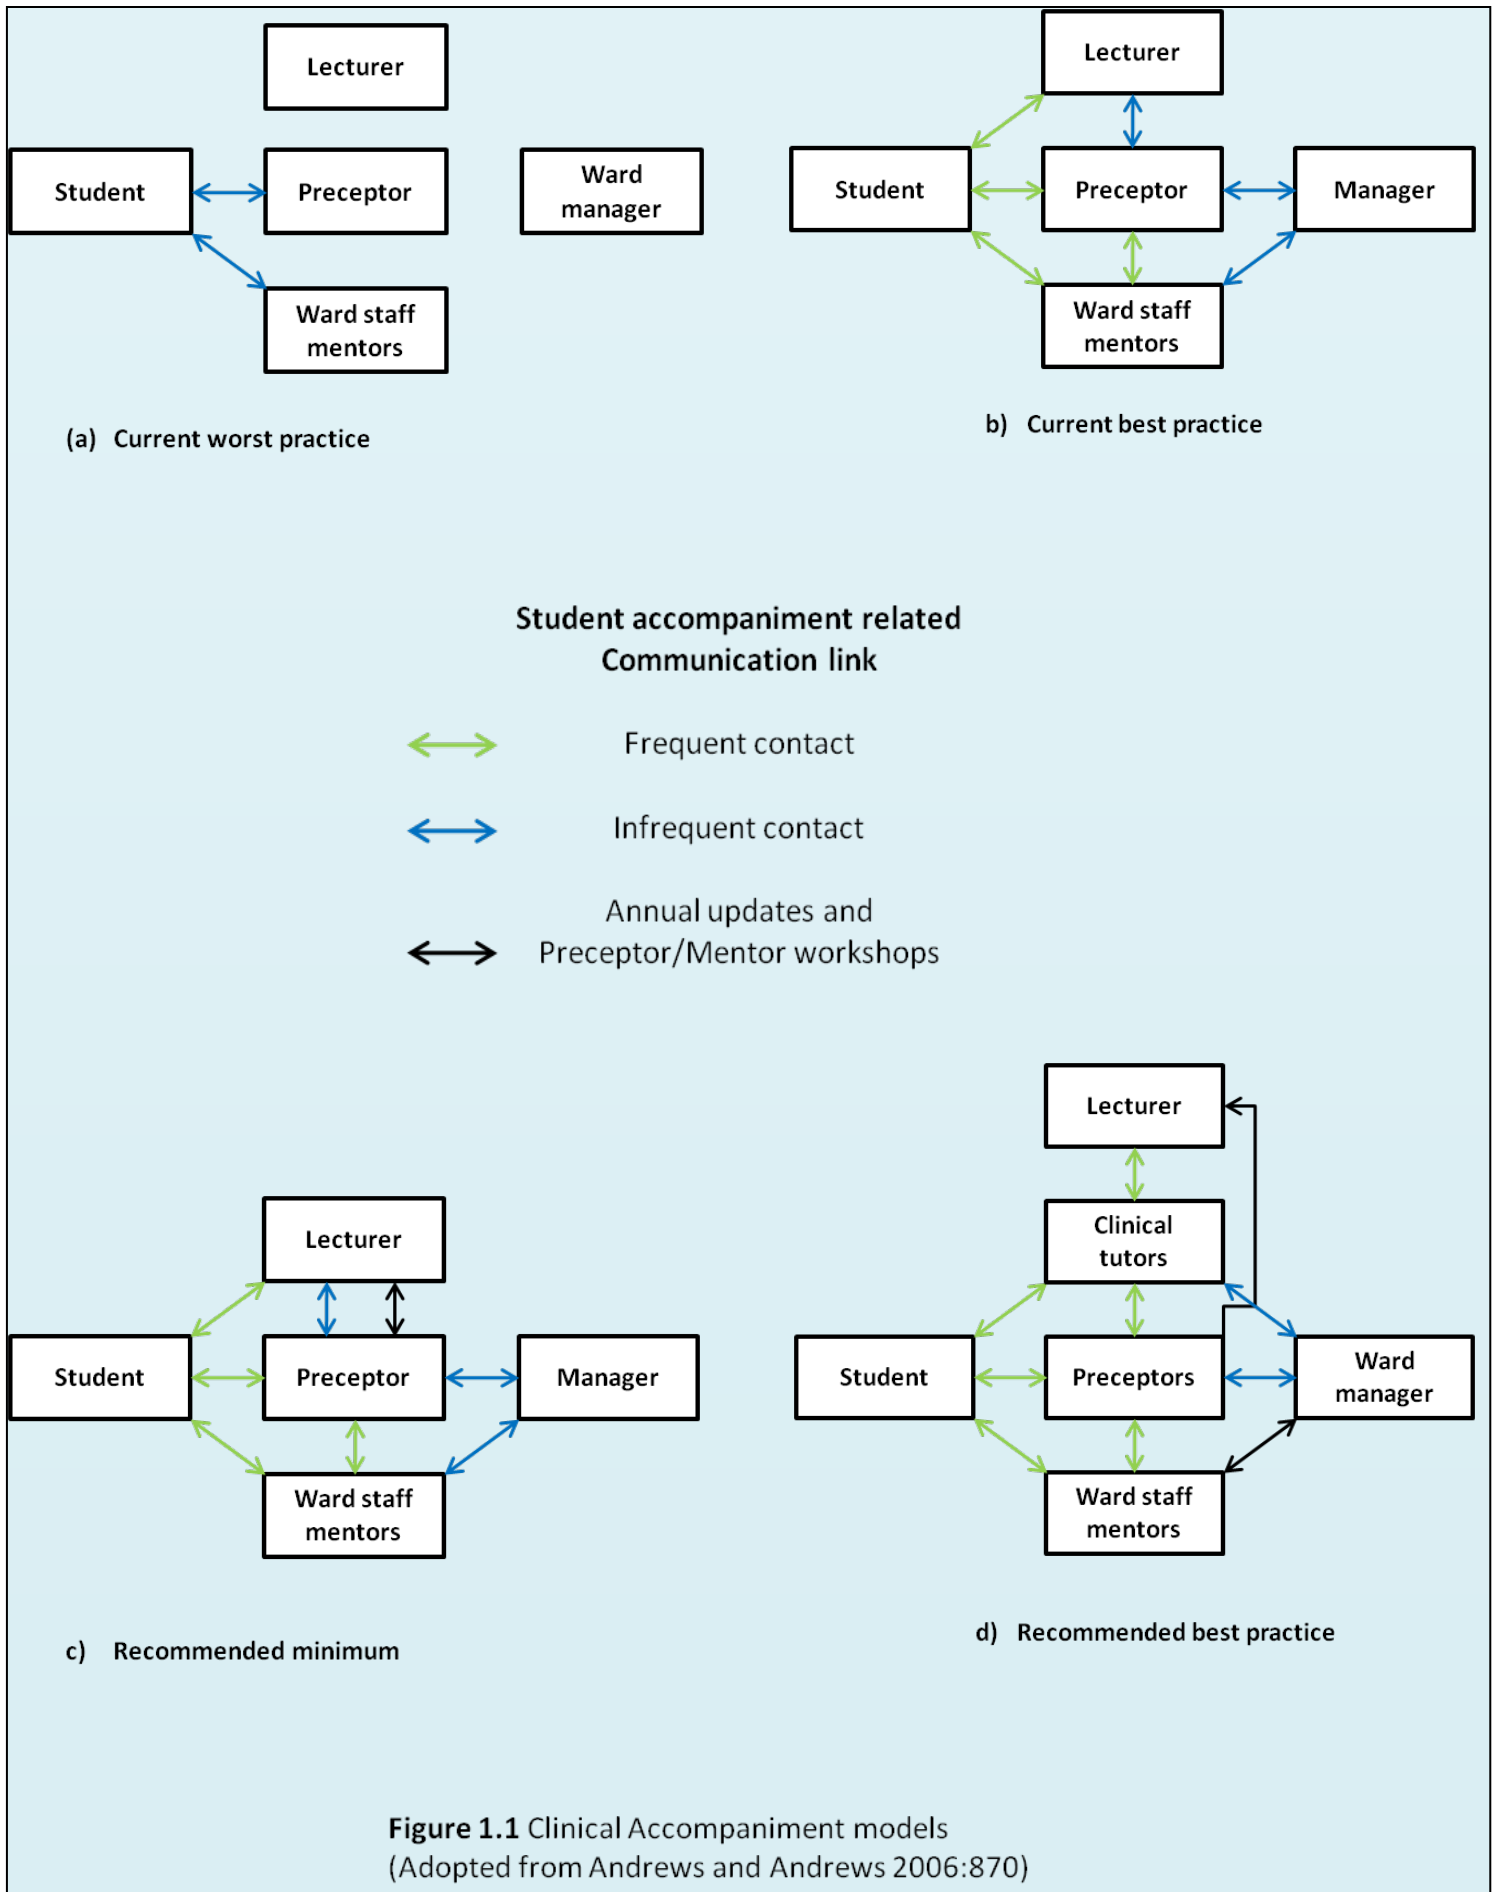 Lecturer
Student
Preceptor
Ward
manager
Ward staff
mentors
(a) Current worst practice
Lecturer
Student
Preceptor
Manager
Ward staff
mentors
b) Current best practice
Student accompaniment related
Communication link
Frequent contact
Infrequent contact
Annual updates and
Preceptor/Mentor workshops
Lecturer
Student
Preceptor
Manager
Ward staff
mentors
c) Recommended minimum
Lecturer
Clinical
tutors
Student
Preceptors
Ward
manager
Ward staff
mentors
d) Recommended best practice
Figure 1.1 Clinical Accompaniment models
(Adopted from Andrews and Andrews 2006:870)